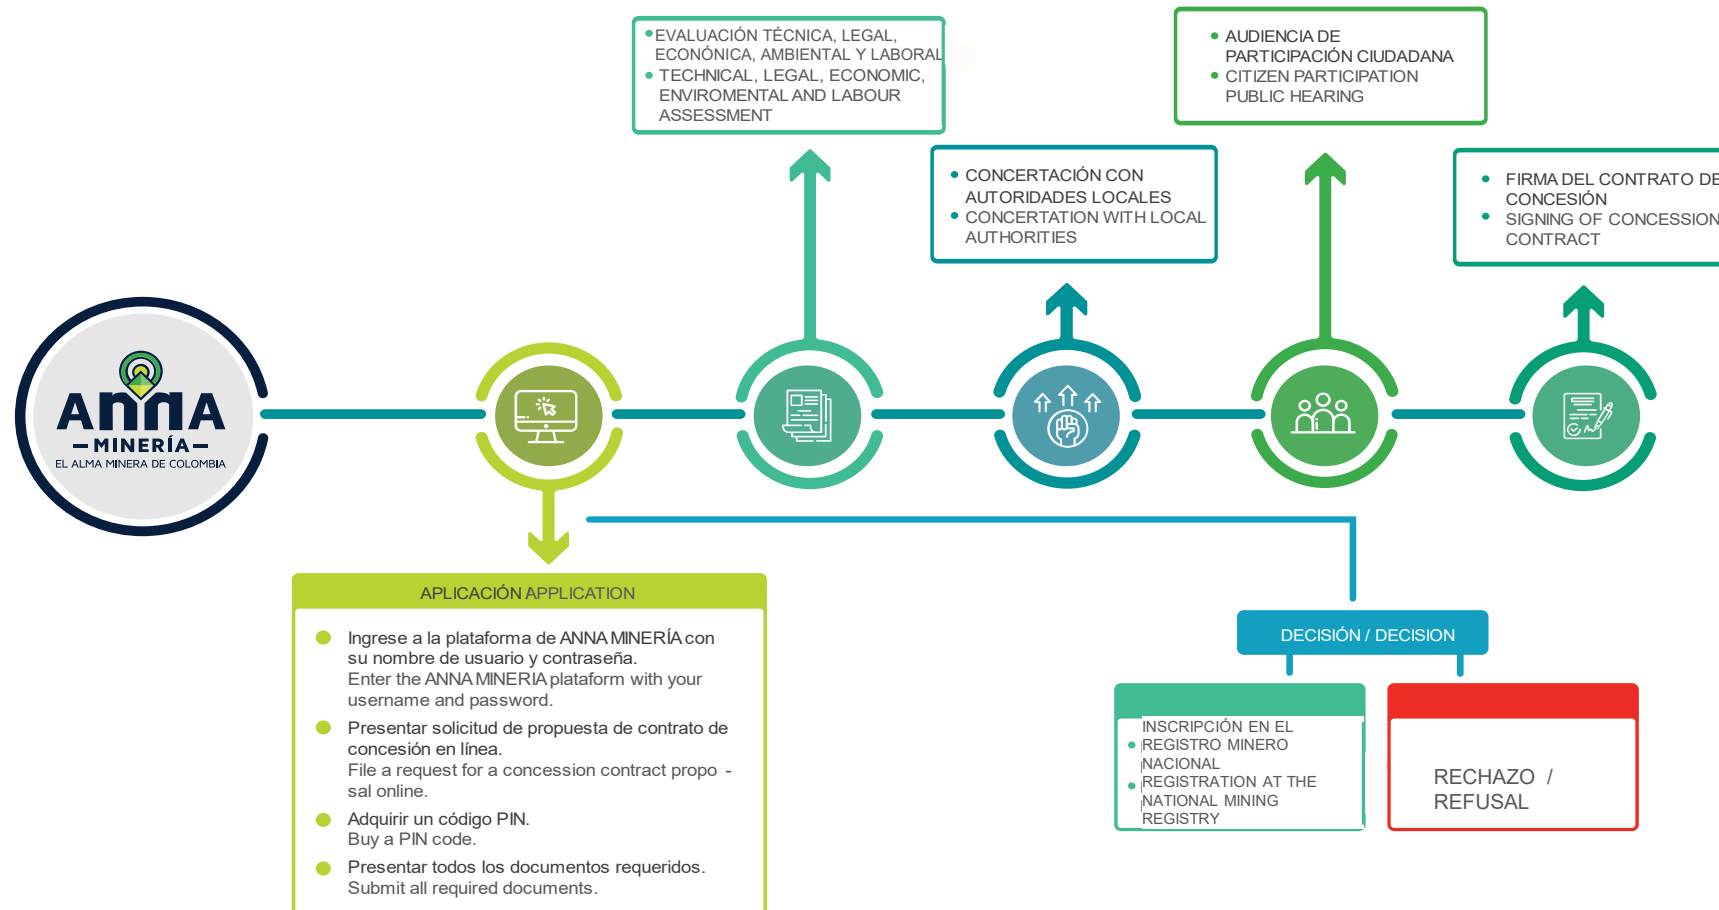 EVALUACIÓN TÉCNICA, LEGAL,
ECONÓNICA, AMBIENTAL Y LABORAL
TECHNICAL, LEGAL, ECONOMIC,
ENVIROMENTAL AND LABOUR
ASSESSMENT
AUDIENCIA DE
PARTICIPACIÓN CIUDADANA
CITIZEN PARTICIPATION
PUBLIC HEARING
CONCERTACIÓN CON
AUTORIDADES LOCALES
CONCERTATION WITH LOCAL
AUTHORITIES
FIRMA DEL CONTRATO DE
CONCESIÓN
SIGNING OF CONCESSION
CONTRACT
ANNA
MINERÍA
EL ALMA MINERA DE COLOMBIA
APLICACIÓN APPLICATION
Ingrese a la plataforma de ANNA MINERÍA con
su nombre de usuario y contraseña.
Enter the ANNA MINERIA plataform with your
username and password.
Presentar solicitud de propuesta de contrato de
concesión en línea.
File a request for a concession contract propo -
sal online.
Adquirir un código PIN.
Buy a PIN code.
Presentar todos los documentos requeridos.
Submit all required documents.
DECISIÓN / DECISION
INSCRIPCIÓN EN EL
REGISTRO MINERO
NACIONAL
REGISTRATION AT THE
NATIONAL MINING
REGISTRY
RECHAZO /
REFUSAL